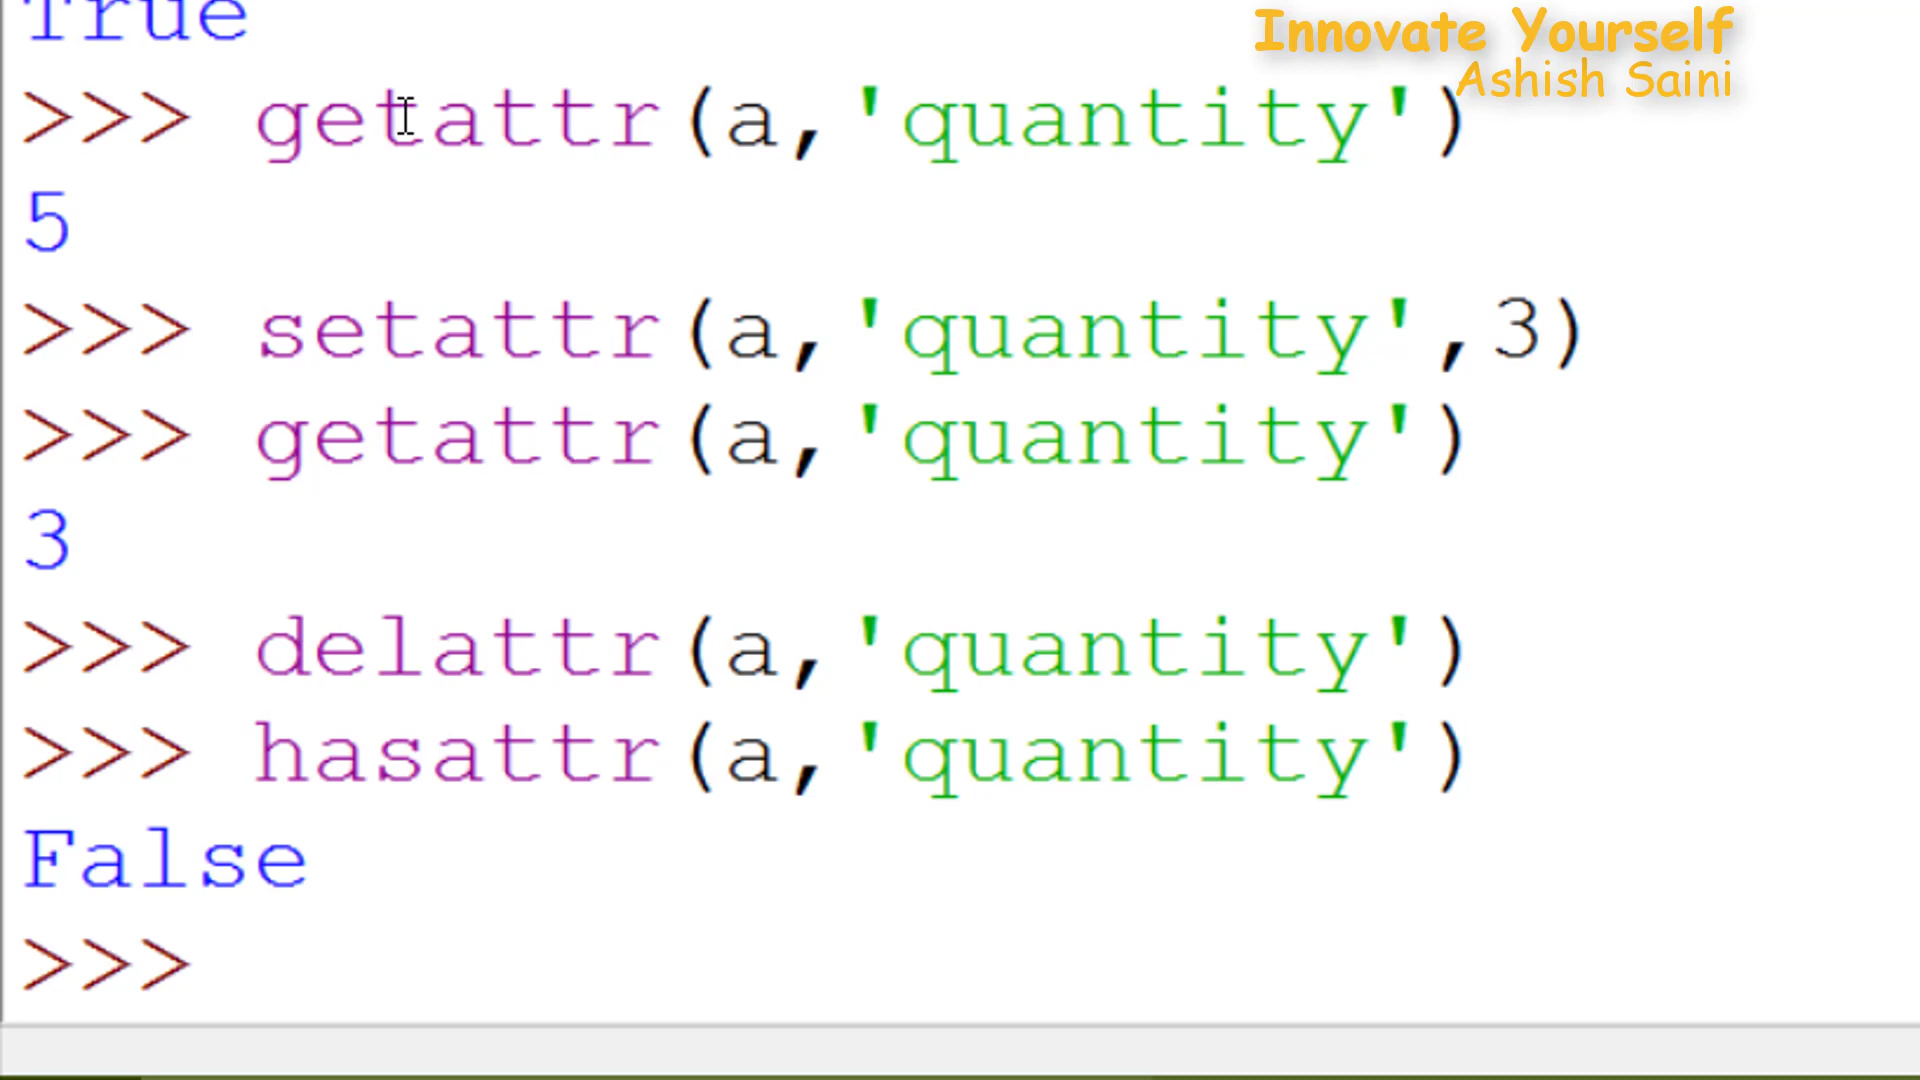 True
Innovate Yourself
Ashish Saini
>>> getattr(a,'quantity')
5
>>> setattr(a,'quantity',3)
>>> getattr(a,'quantity')
3
>>> delattr(a,'quantity')
>>> hasattr(a,'quantity')
False
>>>